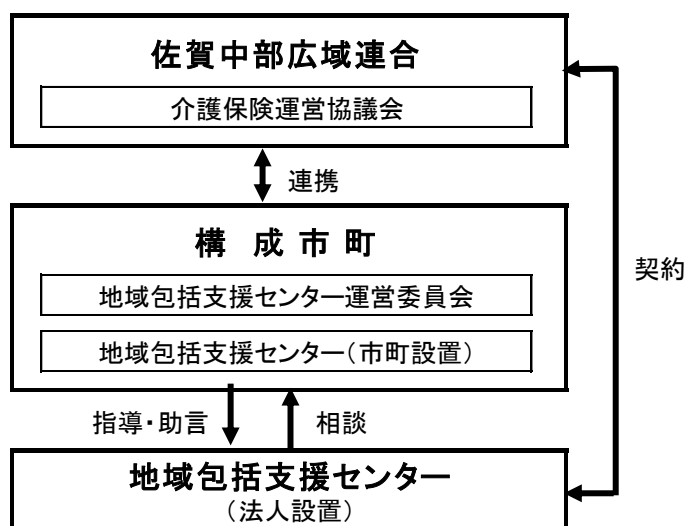 佐賀中部広域連合
介護保険運営協議会
連携
構成市町
地域包括支援センター運営委員会
地域包括支援センター（市町設置）
契約
指導・助言
相談
地域包括支援センター
（法人設置）